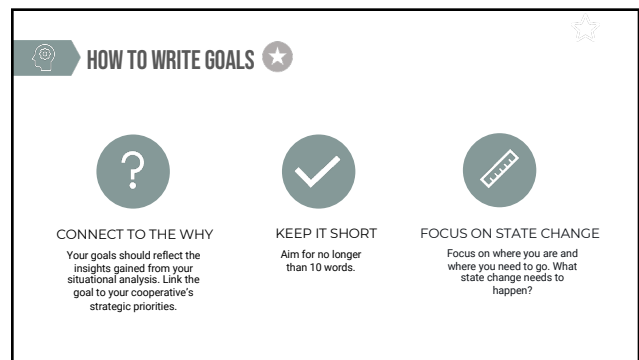 HOW TO WRITE GOALS
CONNECT TO THE WHY
Your goals should reflect the
insights gained from your
situational analysis. Link the
goal to your cooperative's
strategic priorities.
KEEP IT SHORT
Aim for no longer
than 10 words.
FOCUS ON STATE CHANGE
Focus on where you are and
where you need to go. What
state change needs to
happen?